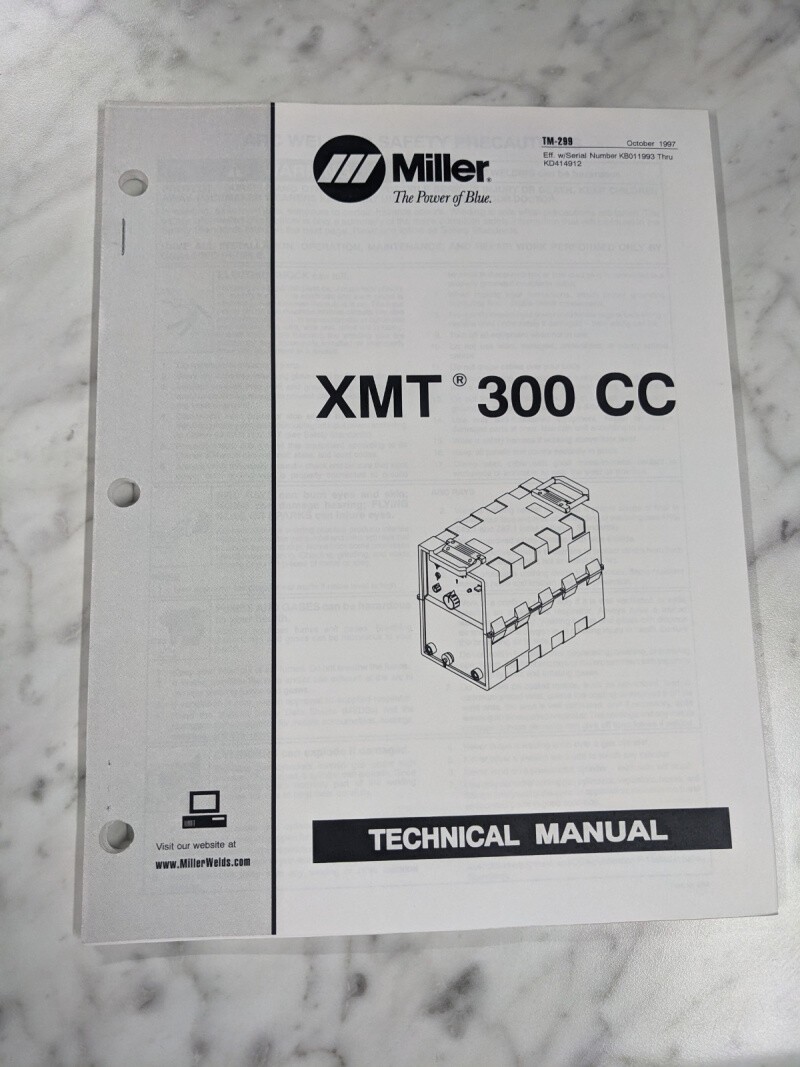 TM-299 October 1997
Eff. w/Serial Number KB011993 Thru
KD414912
Miller®
The Power of Blue.
XMT® 300 CC
Visit our website at
www.MillerWelds.com
TECHNICAL MANUAL